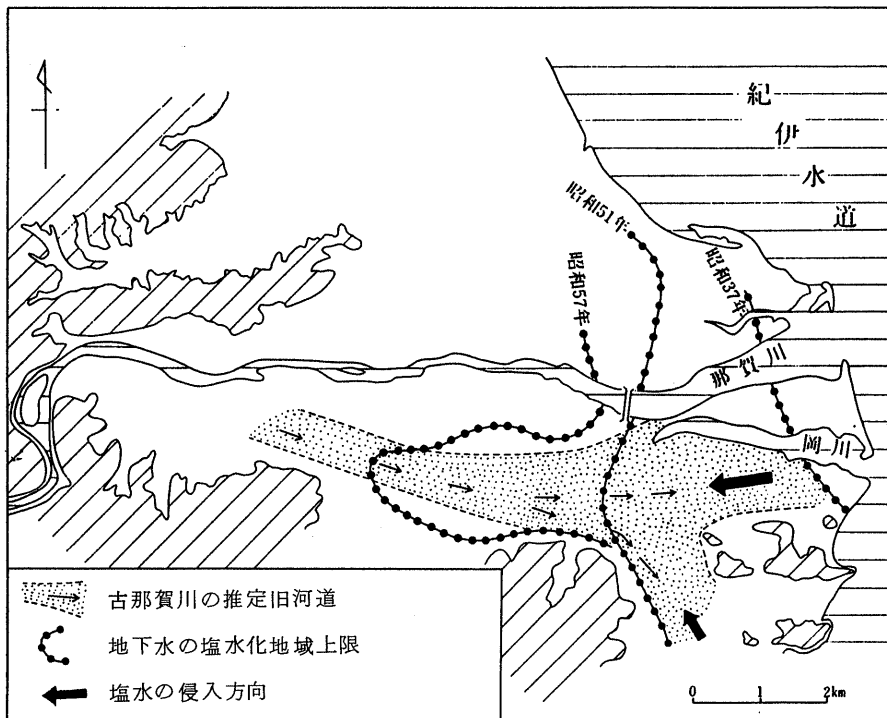 紀伊水道
昭和51年
昭和57年
昭和37年
那賀川
岡川
古那賀川の推定旧河道
地下水の塩水化地域上限
塩水の侵入方向
0 1 2km